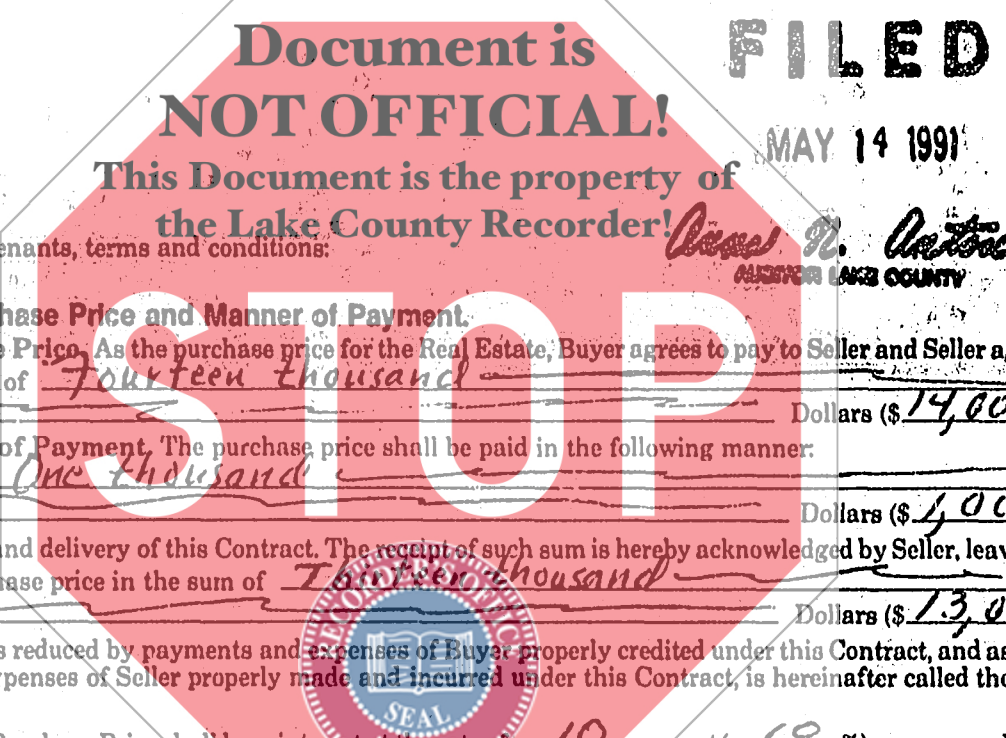 Document is
NOT OFFICIAL!
This Document is the property of
the Lake County Recorder!
FILED
MAY 14 1991
AUDITOR LAKE COUNTY
enants, terms and conditions:
hase Price and Manner of Payment.
e Price. As the purchase price for the Real Estate, Buyer agrees to pay to Seller and Seller ag
of Fourteen thousand
Dollars ($ 14,00
of Payment. The purchase price shall be paid in the following manner:
One thousand
Dollars ($ 1,00
and delivery of this Contract. The receipt of such sum is hereby acknowledged by Seller, leav
hase price in the sum of Thirteen thousand
Dollars ($ 13,0
s reduced by payments and expenses of Buyer properly credited under this Contract, and as
xpenses of Seller properly made and incurred under this Contract, is hereinafter called the
STOP
SEAL